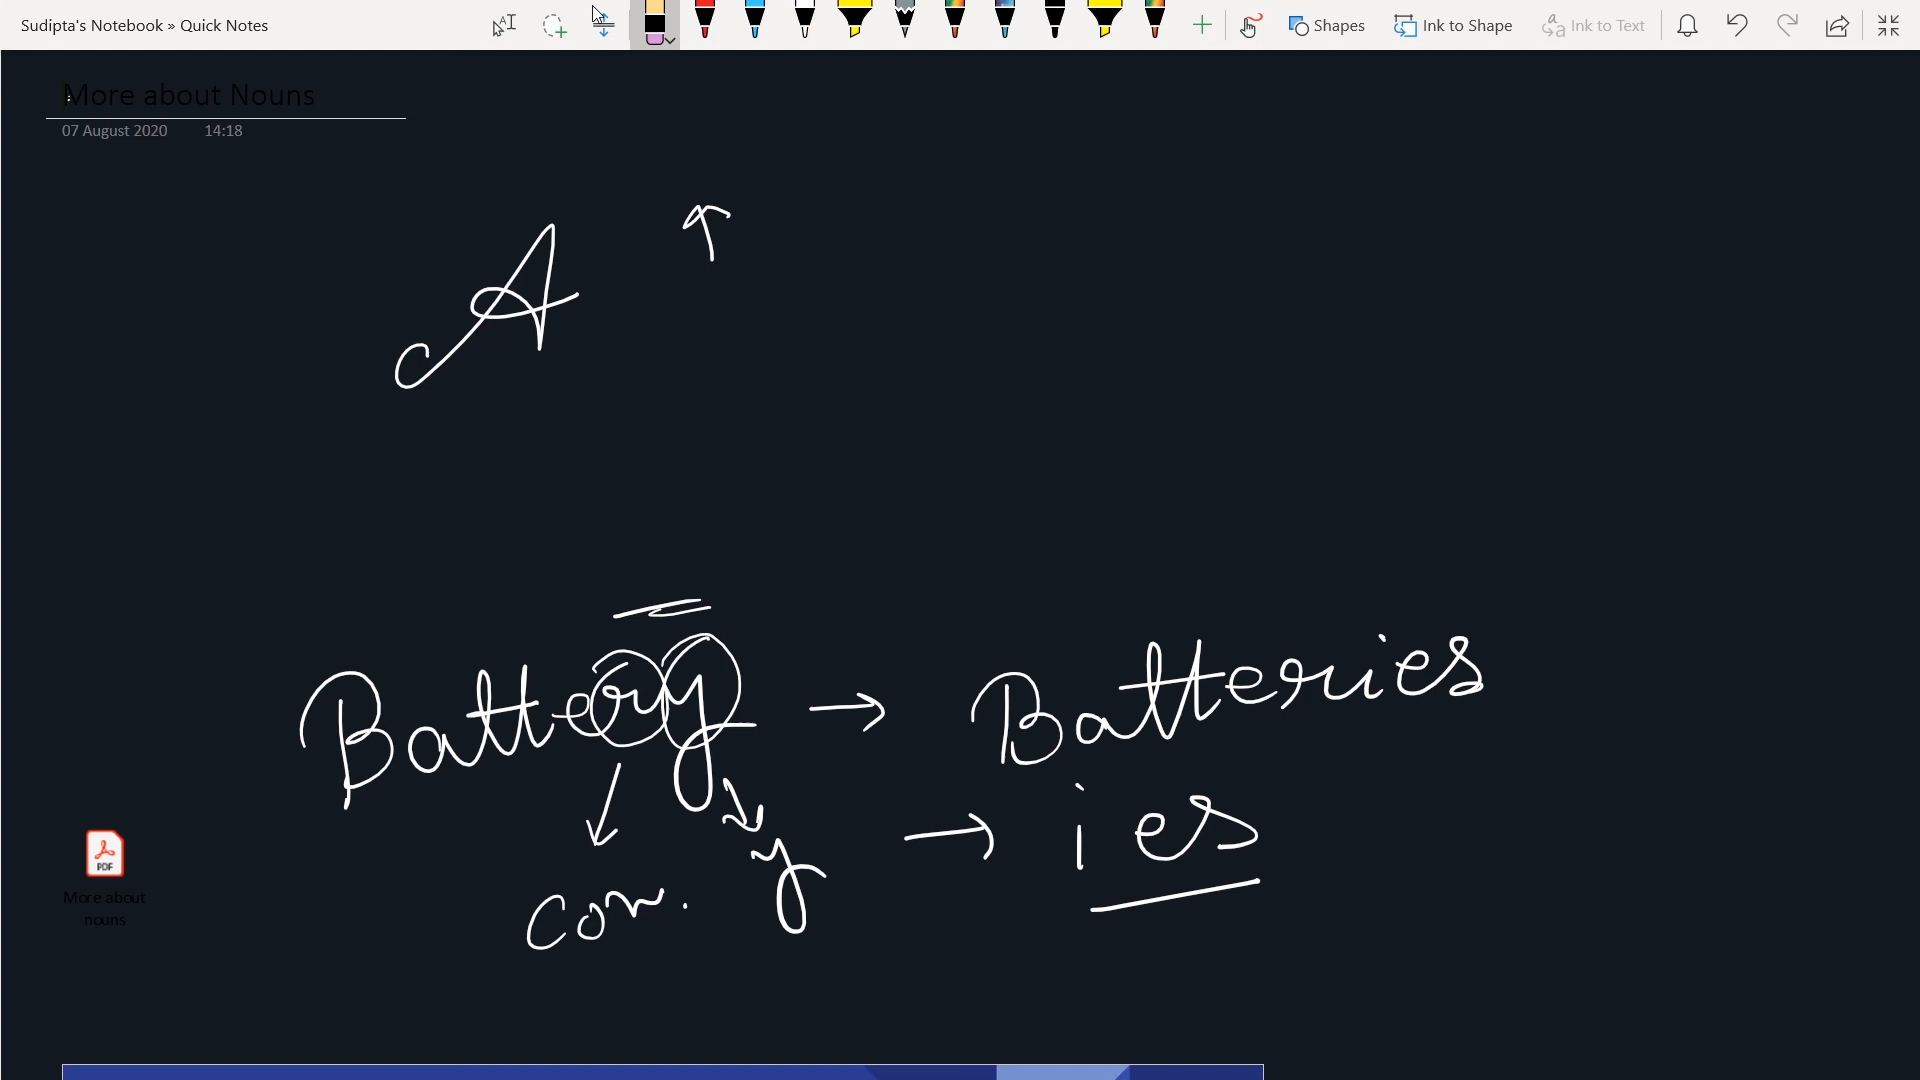 Sudipta's Notebook » Quick Notes
Shapes
Ink to Shape
Ink to Text
More about Nouns
07 August 2020 14:18
A ↑
Battery → Batteries
con. y → ies
PDF
More about
nouns